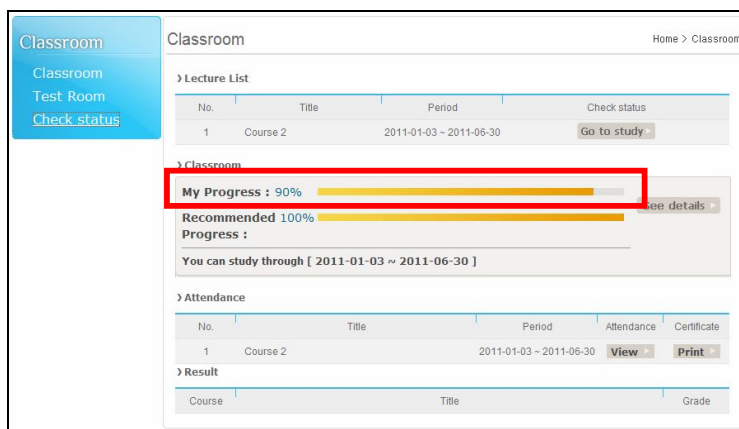 Classroom
Classroom
Test Room
Check status
Classroom
Home > Classroom
Lecture List
No. Title Period Check status
1 Course 2 2011-01-03 ~ 2011-06-30 Go to study
Classroom
My Progress : 90%
See details
Recommended 100%
Progress :
You can study through [ 2011-01-03 ~ 2011-06-30 ]
Attendance
No. Title Period Attendance Certificate
1 Course 2 2011-01-03 ~ 2011-06-30 View Print
Result
Course Title Grade